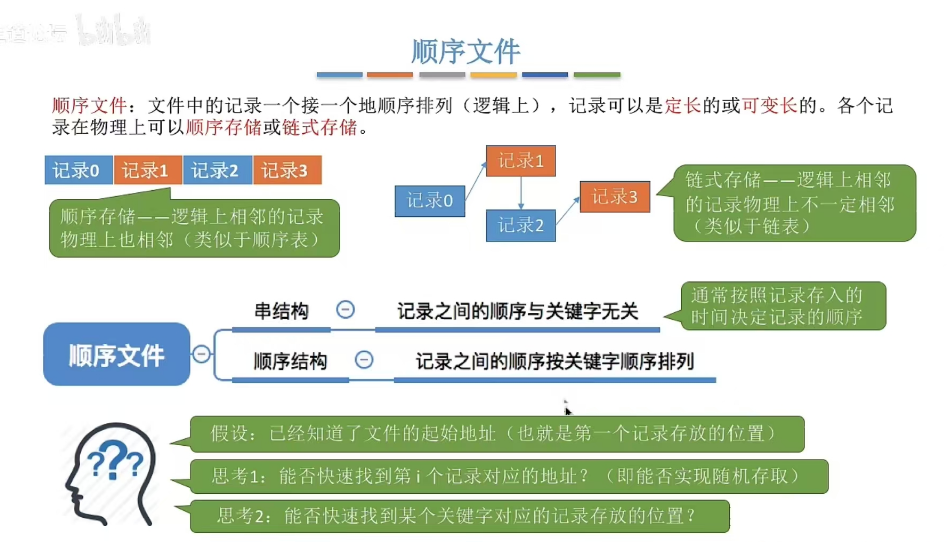 顺序文件
顺序文件：文件中的记录一个接一个地顺序排列（逻辑上），记录可以是定长的或可变长的。各个记
录在物理上可以顺序存储或链式存储。
记录0 记录1 记录2 记录3
顺序存储——逻辑上相邻的记录
物理上也相邻（类似于顺序表）
记录0
记录1
记录2
记录3
链式存储——逻辑上相邻
的记录物理上不一定相邻
（类似于链表）
顺序文件
串结构
记录之间的顺序与关键字无关
通常按照记录存入的
时间决定记录的顺序
顺序结构
记录之间的顺序按关键字顺序排列
???
假设：已经知道了文件的起始地址（也就是第一个记录存放的位置）
思考1：能否快速找到第 i 个记录对应的地址？（即能否实现随机存取）
思考2：能否快速找到某个关键字对应的记录存放的位置？